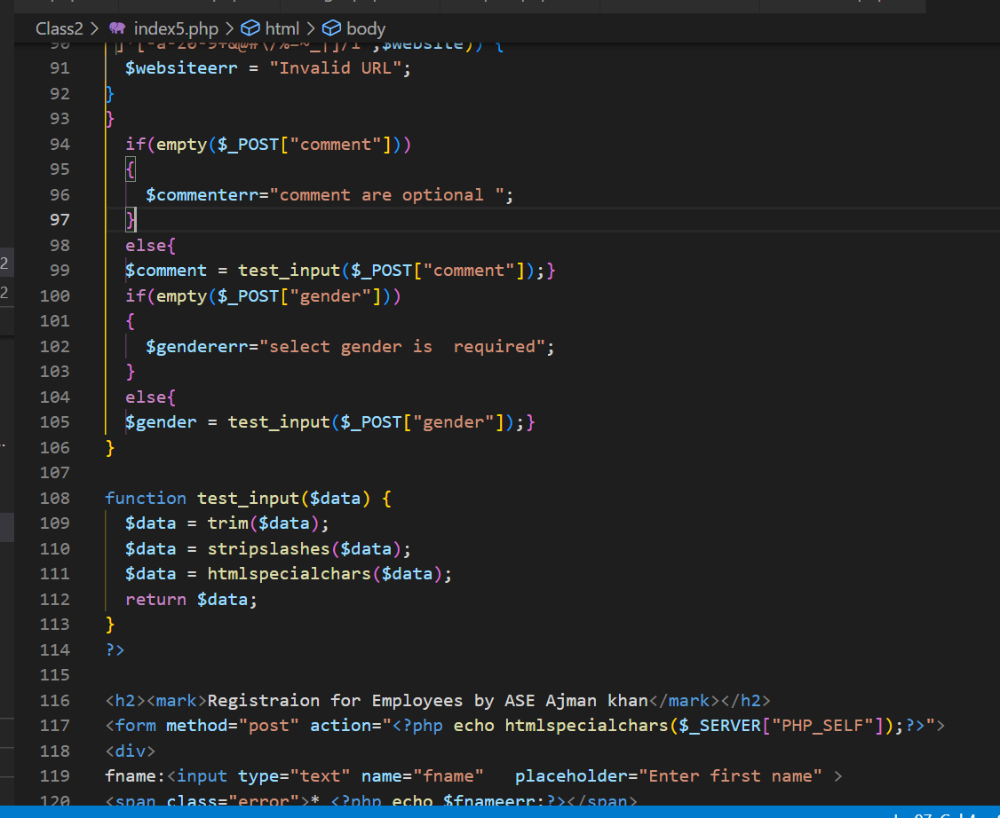 Class2 > index5.php > html > body
90 ]*[-a-z0-9+&@#\/%=~_|]/i",$website)) {
91 $websiteerr = "Invalid URL";
92 }
93 }
94 if(empty($_POST["comment"]))
95 {
96 $commenterr="comment are optional ";
97 }
98 else{
99 $comment = test_input($_POST["comment"]);}
100 if(empty($_POST["gender"]))
101 {
102 $gendererr="select gender is  required";
103 }
104 else{
105 $gender = test_input($_POST["gender"]);}
106 }
107
108 function test_input($data) {
109 $data = trim($data);
110 $data = stripslashes($data);
111 $data = htmlspecialchars($data);
112 return $data;
113 }
114 ?>
115
116 <h2><mark>Registraion for Employees by ASE Ajman khan</mark></h2>
117 <form method="post" action="<?php echo htmlspecialchars($_SERVER["PHP_SELF"]);?>">
118 <div>
119 fname:<input type="text" name="fname"   placeholder="Enter first name" >
120 <span class="error">* <?php echo $fnameerr;?></span>
2
2